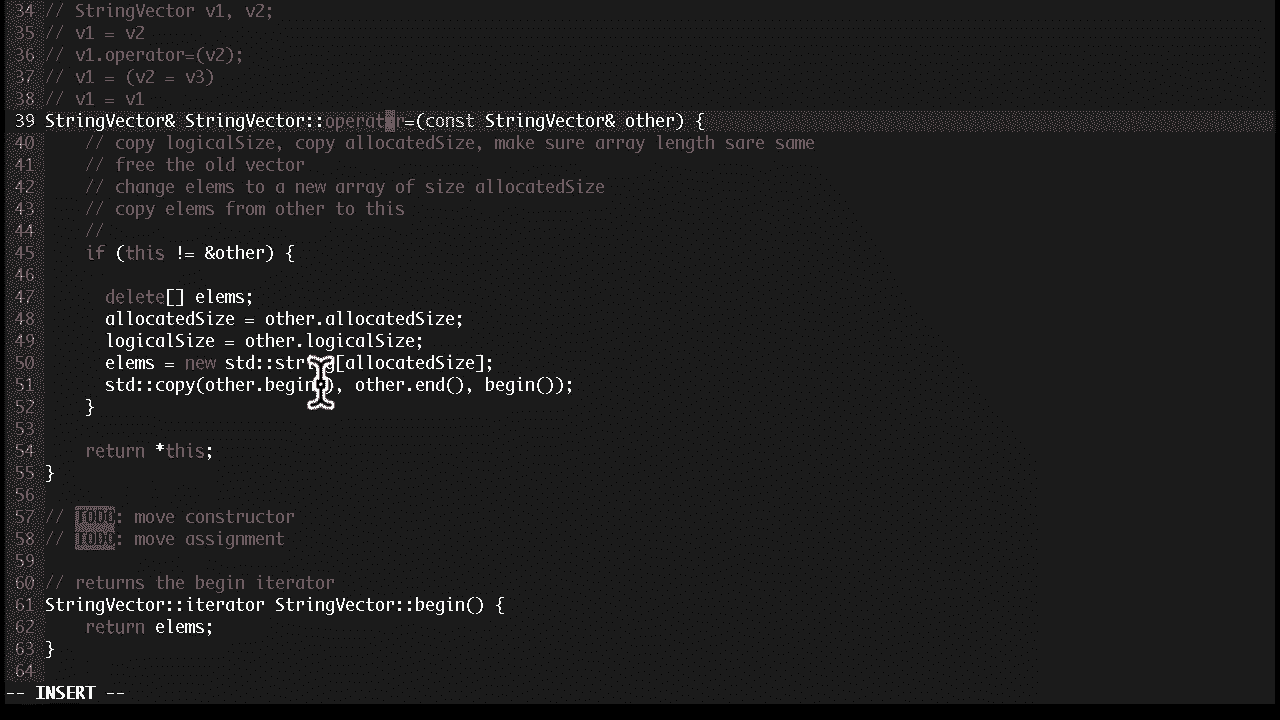 34 // StringVector v1, v2;
35 // v1 = v2
36 // v1.operator=(v2);
37 // v1 = (v2 = v3)
38 // v1 = v1
39 StringVector& StringVector::operator =(const StringVector& other) {
40     // copy logicalSize, copy allocatedSize, make sure array length sare same
41     // free the old vector
42     // change elems to a new array of size allocatedSize
43     // copy elems from other to this
44     //
45     if (this != &other) {
46
47       delete[] elems;
48       allocatedSize = other.allocatedSize;
49       logicalSize = other.logicalSize;
50       elems = new std::string[allocatedSize];
51       std::copy(other.begin(), other.end(), begin());
52     }
53
54     return *this;
55 }
56
57 // TODO: move constructor
58 // TODO: move assignment
59
60 // returns the begin iterator
61 StringVector::iterator StringVector::begin() {
62     return elems;
63 }
64
-- INSERT --